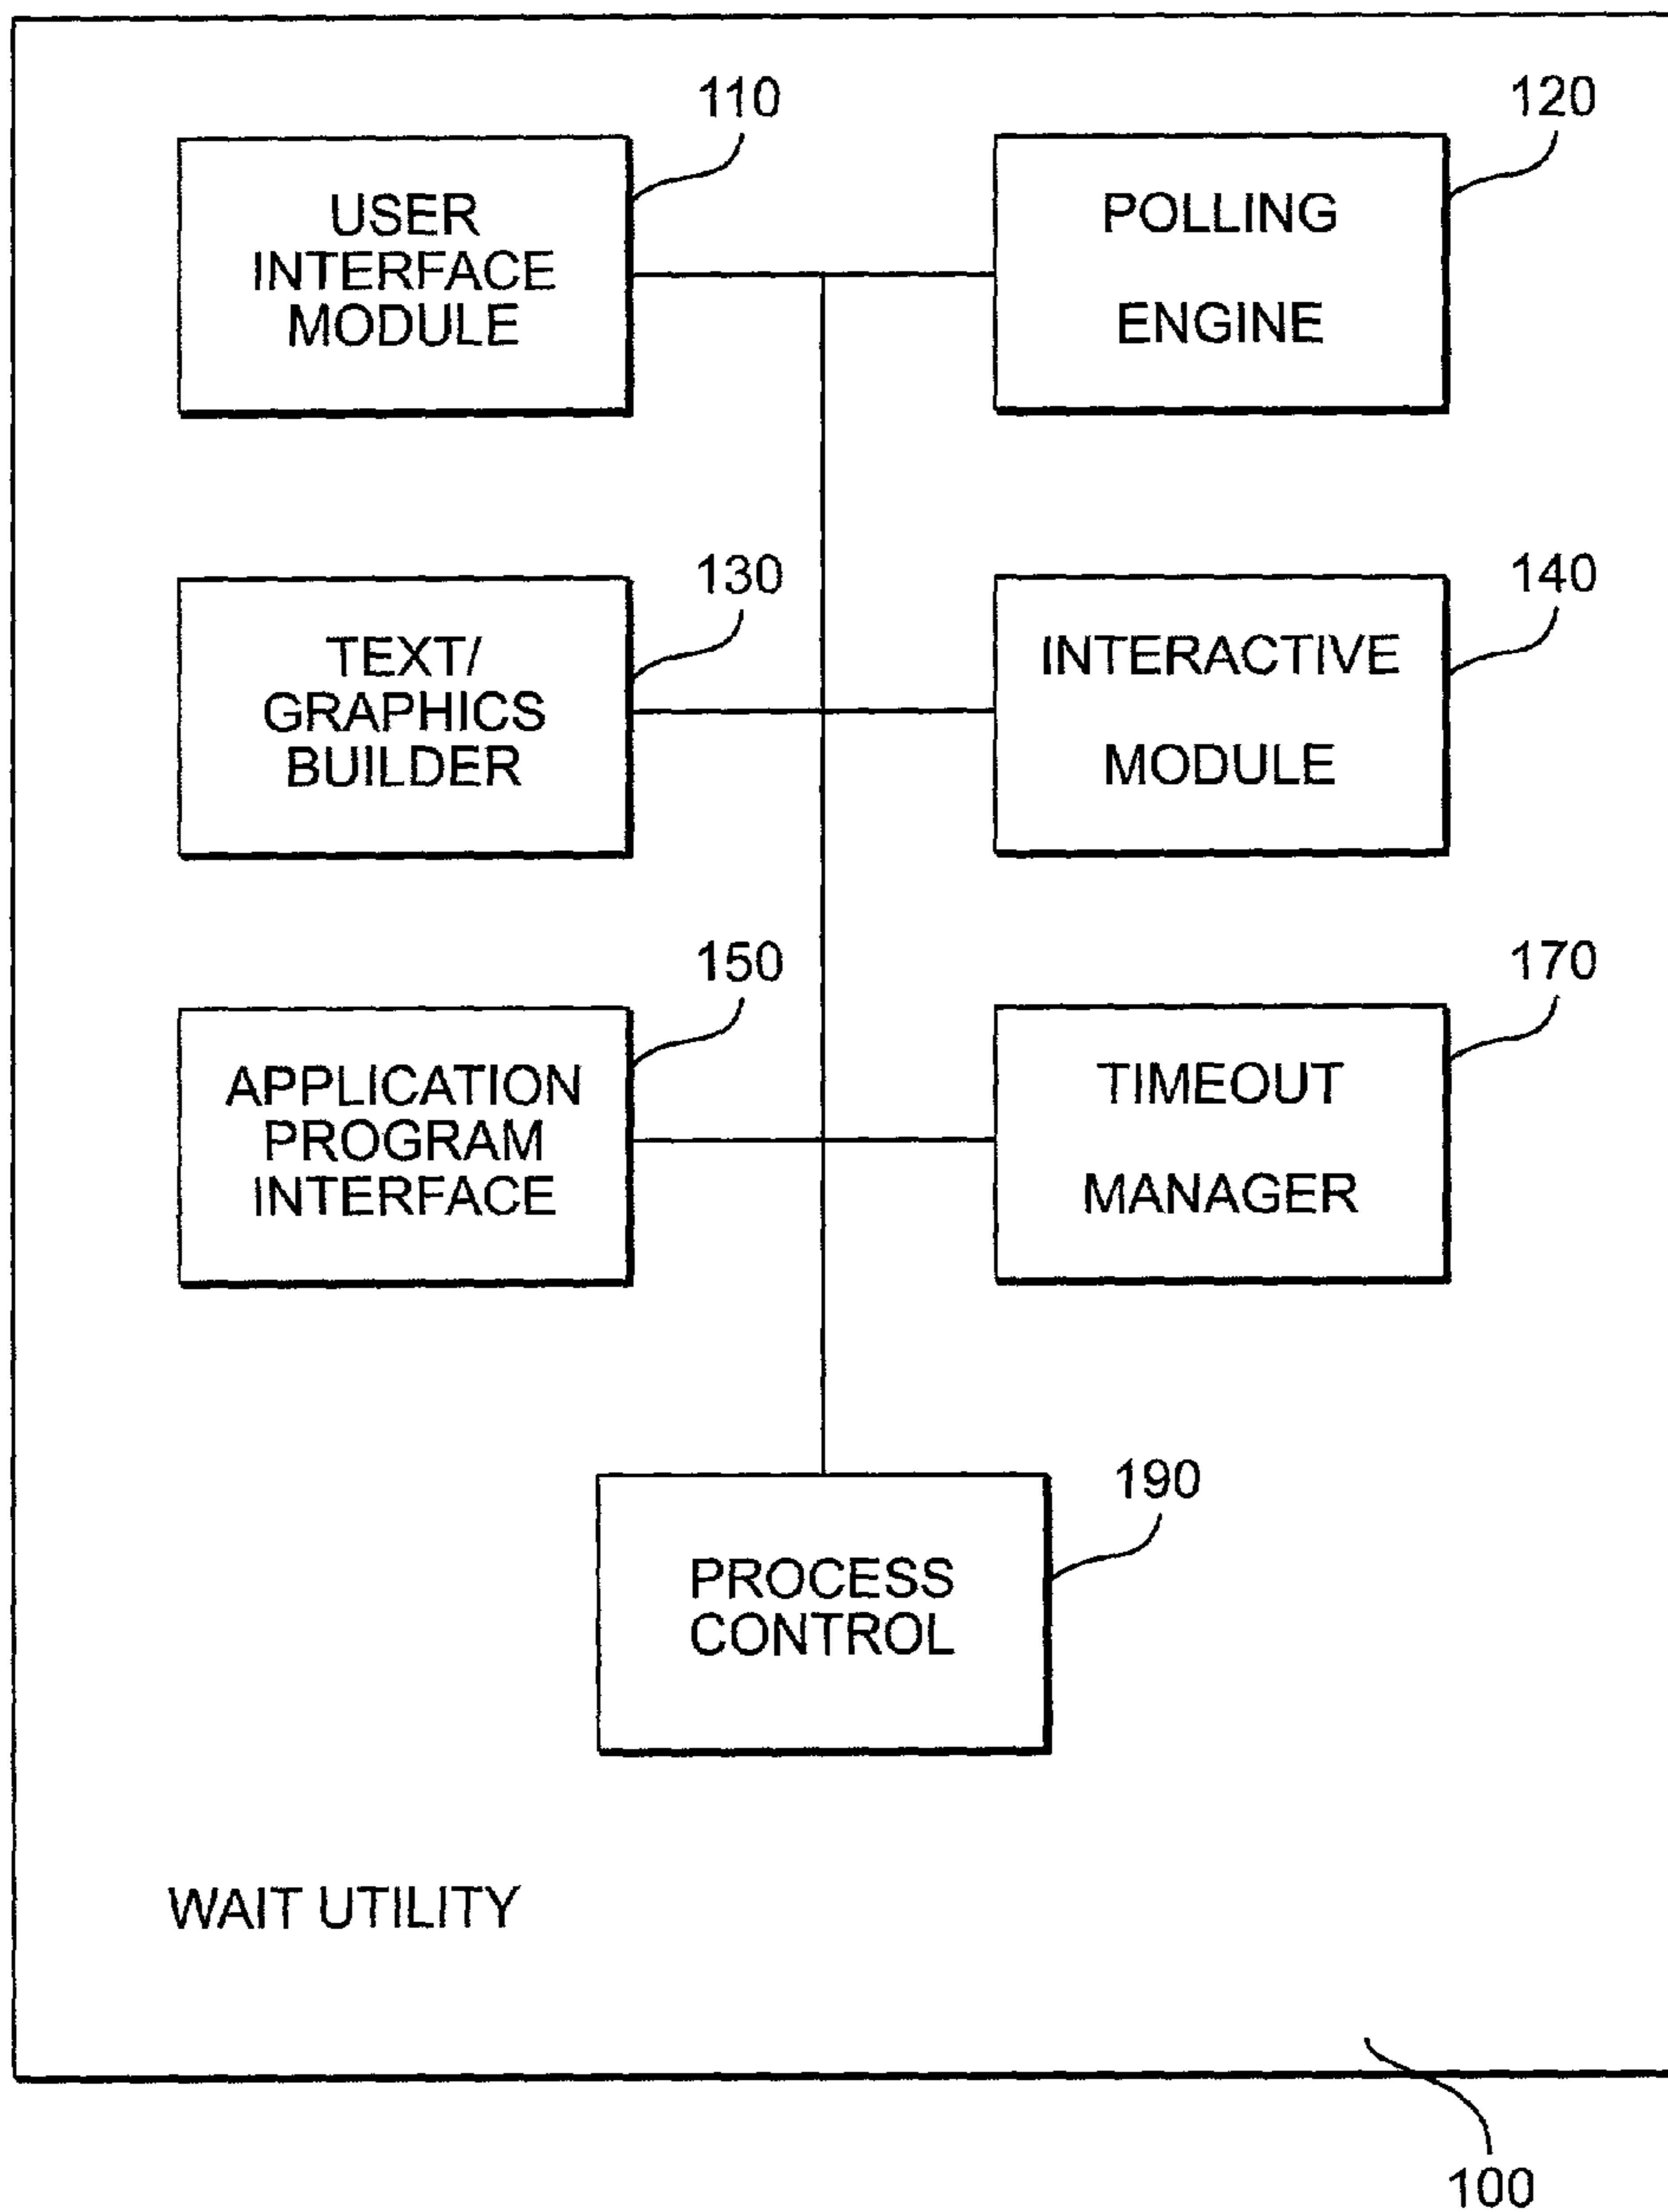 110
USER
INTERFACE
MODULE
120
POLLING
ENGINE
130
TEXT/
GRAPHICS
BUILDER
140
INTERACTIVE
MODULE
150
APPLICATION
PROGRAM
INTERFACE
170
TIMEOUT
MANAGER
190
PROCESS
CONTROL
WAIT UTILITY
100